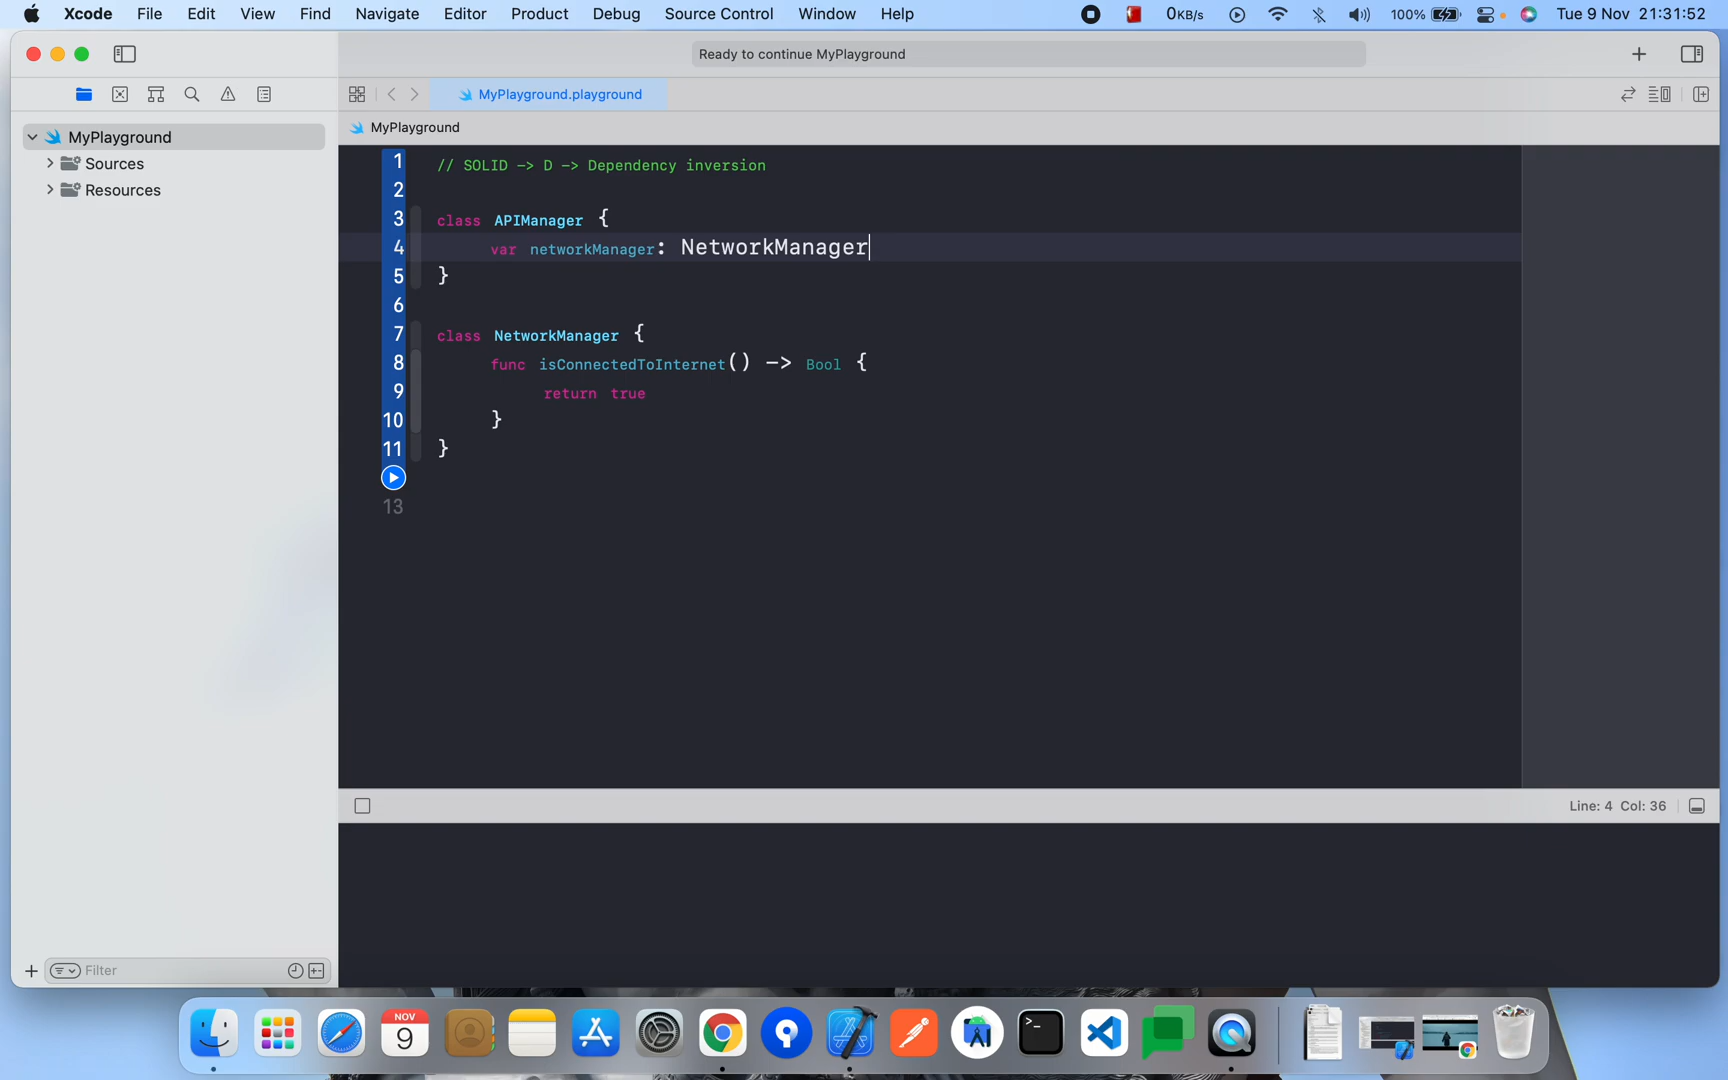 Xcode File Edit View Find Navigate Editor Product Debug Source Control Window Help 0KB/s 100% Tue 9 Nov 21:31:52
Ready to continue MyPlayground
MyPlayground.playground
MyPlayground
MyPlayground
Sources
Resources
1 // SOLID -> D -> Dependency inversion
2
3 class APIManager {
4 var networkManager: NetworkManager
5 }
6
7 class NetworkManager {
8 func isConnectedToInternet() -> Bool {
9 return true
10 }
11 }
13
Line: 4 Col: 36
Filter
NOV
9